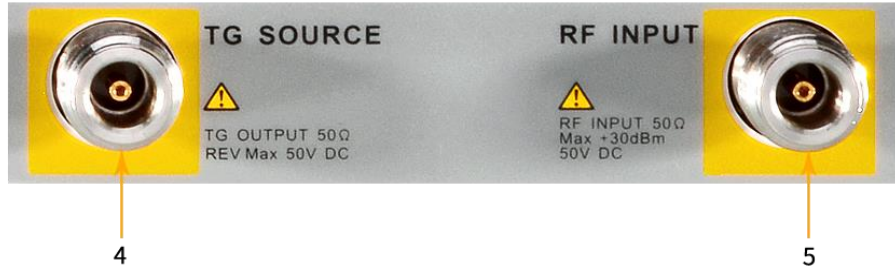 TG SOURCE
TG OUTPUT 50Ω
REV Max 50V DC
RF INPUT
RF INPUT 50Ω
Max +30dBm
50V DC
4
5